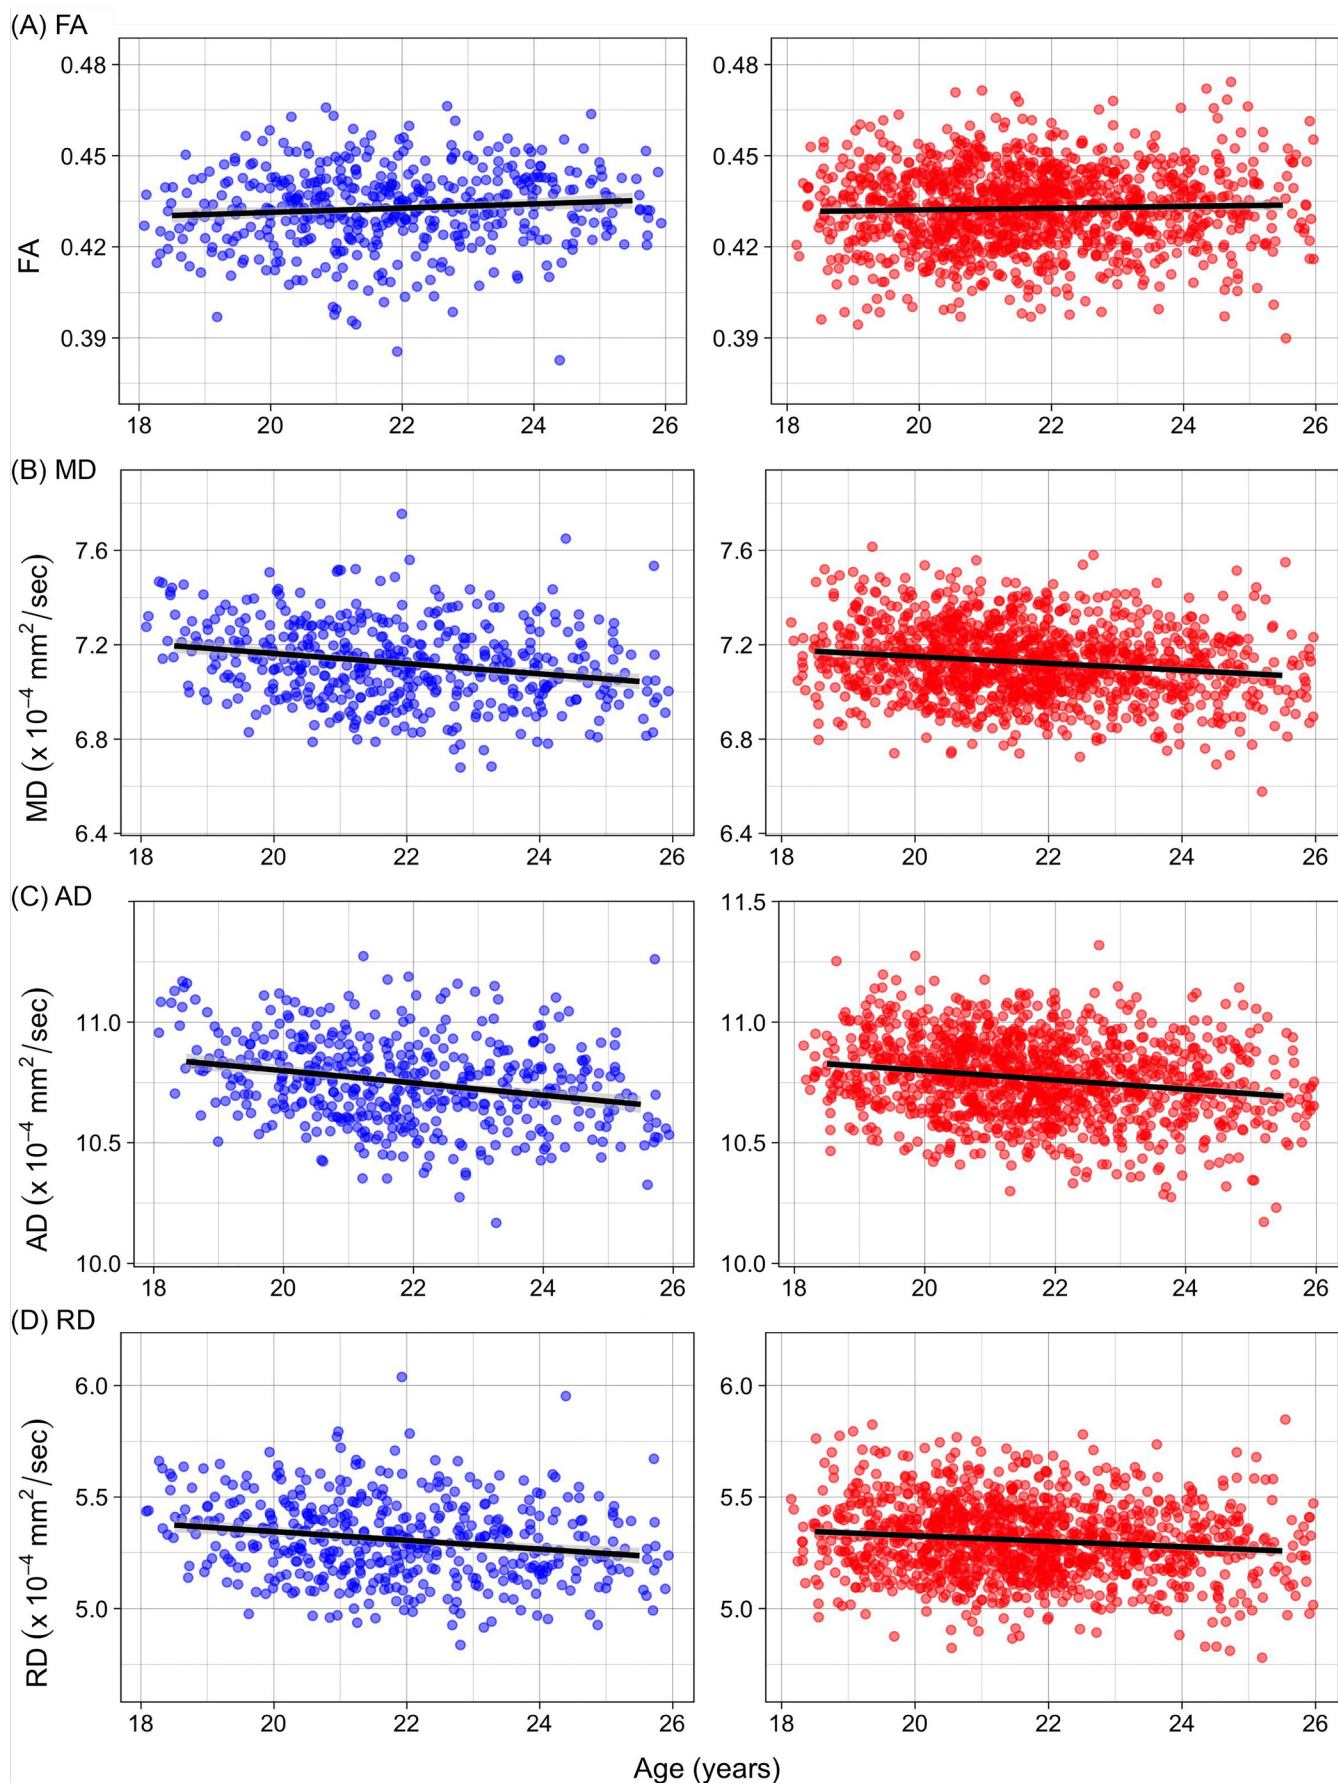 (A) FA
FA
0.48
0.45
0.42
0.39
18 20 22 24 26
0.48
0.45
0.42
0.39
18 20 22 24 26
(B) MD
MD (x 10⁻⁴ mm²/sec)
7.6
7.2
6.8
6.4
18 20 22 24 26
7.6
7.2
6.8
6.4
18 20 22 24 26
(C) AD
AD (x 10⁻⁴ mm²/sec)
11.0
10.5
10.0
18 20 22 24 26
11.5
11.0
10.5
10.0
18 20 22 24 26
(D) RD
RD (x 10⁻⁴ mm²/sec)
6.0
5.5
5.0
18 20 22 24 26
6.0
5.5
5.0
18 20 22 24 26
Age (years)